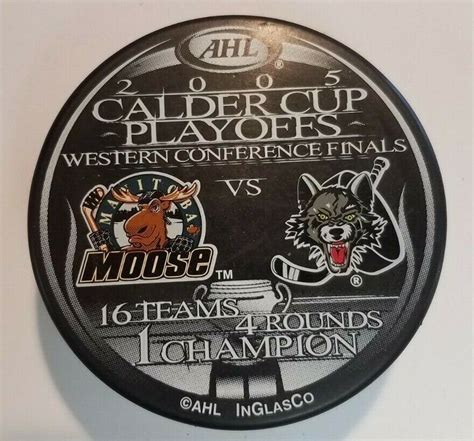 AHL
®
2005
CALDER CUP
PLAYOFFS
WESTERN CONFERENCE FINALS
VS
MANITOBA
MOOSE ™
®
16 TEAMS
4 ROUNDS
1 CHAMPION
©AHL INGLASCO